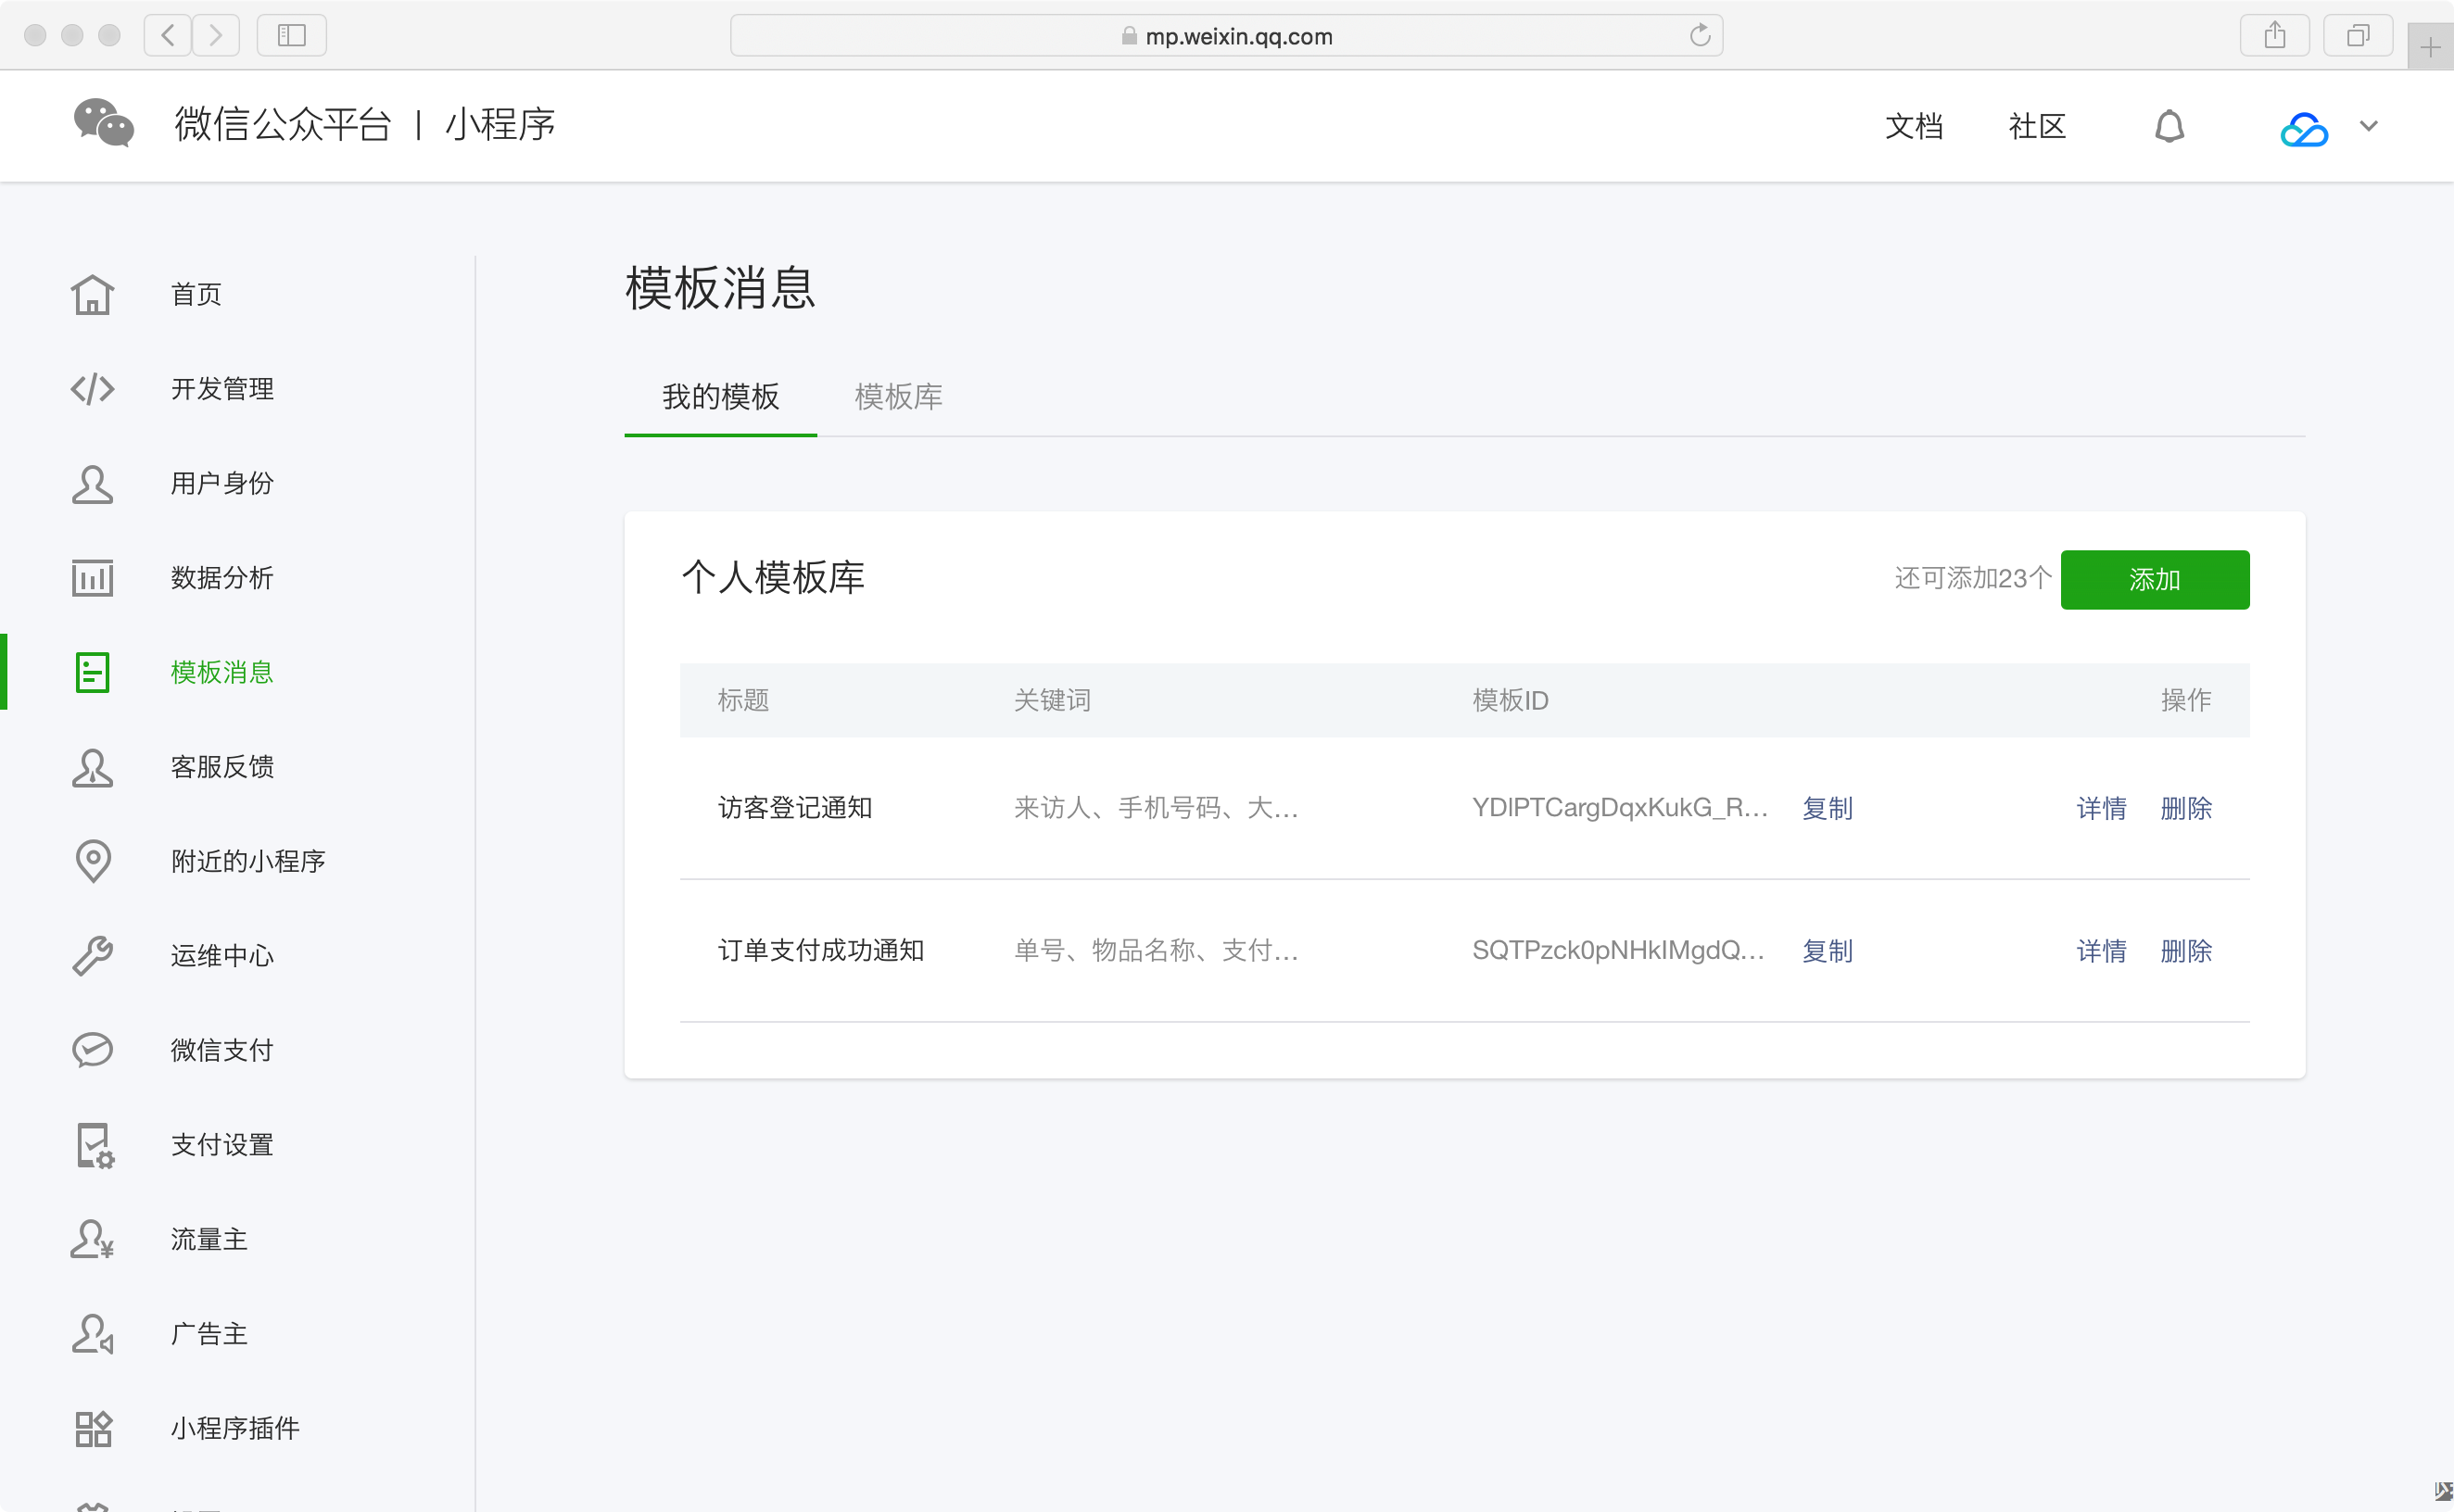 mp.weixin.qq.com
微信公众平台 | 小程序
文档
社区
首页
开发管理
用户身份
数据分析
模板消息
客服反馈
附近的小程序
运维中心
微信支付
支付设置
流量主
广告主
小程序插件
模板消息
我的模板
模板库
个人模板库
还可添加23个
添加
标题 关键词 模板ID 操作
访客登记通知 来访人、手机号码、大... YDIPTCargDqxKukG_R... 复制 详情 删除
订单支付成功通知 单号、物品名称、支付... SQTPzck0pNHkIMgdQ... 复制 详情 删除